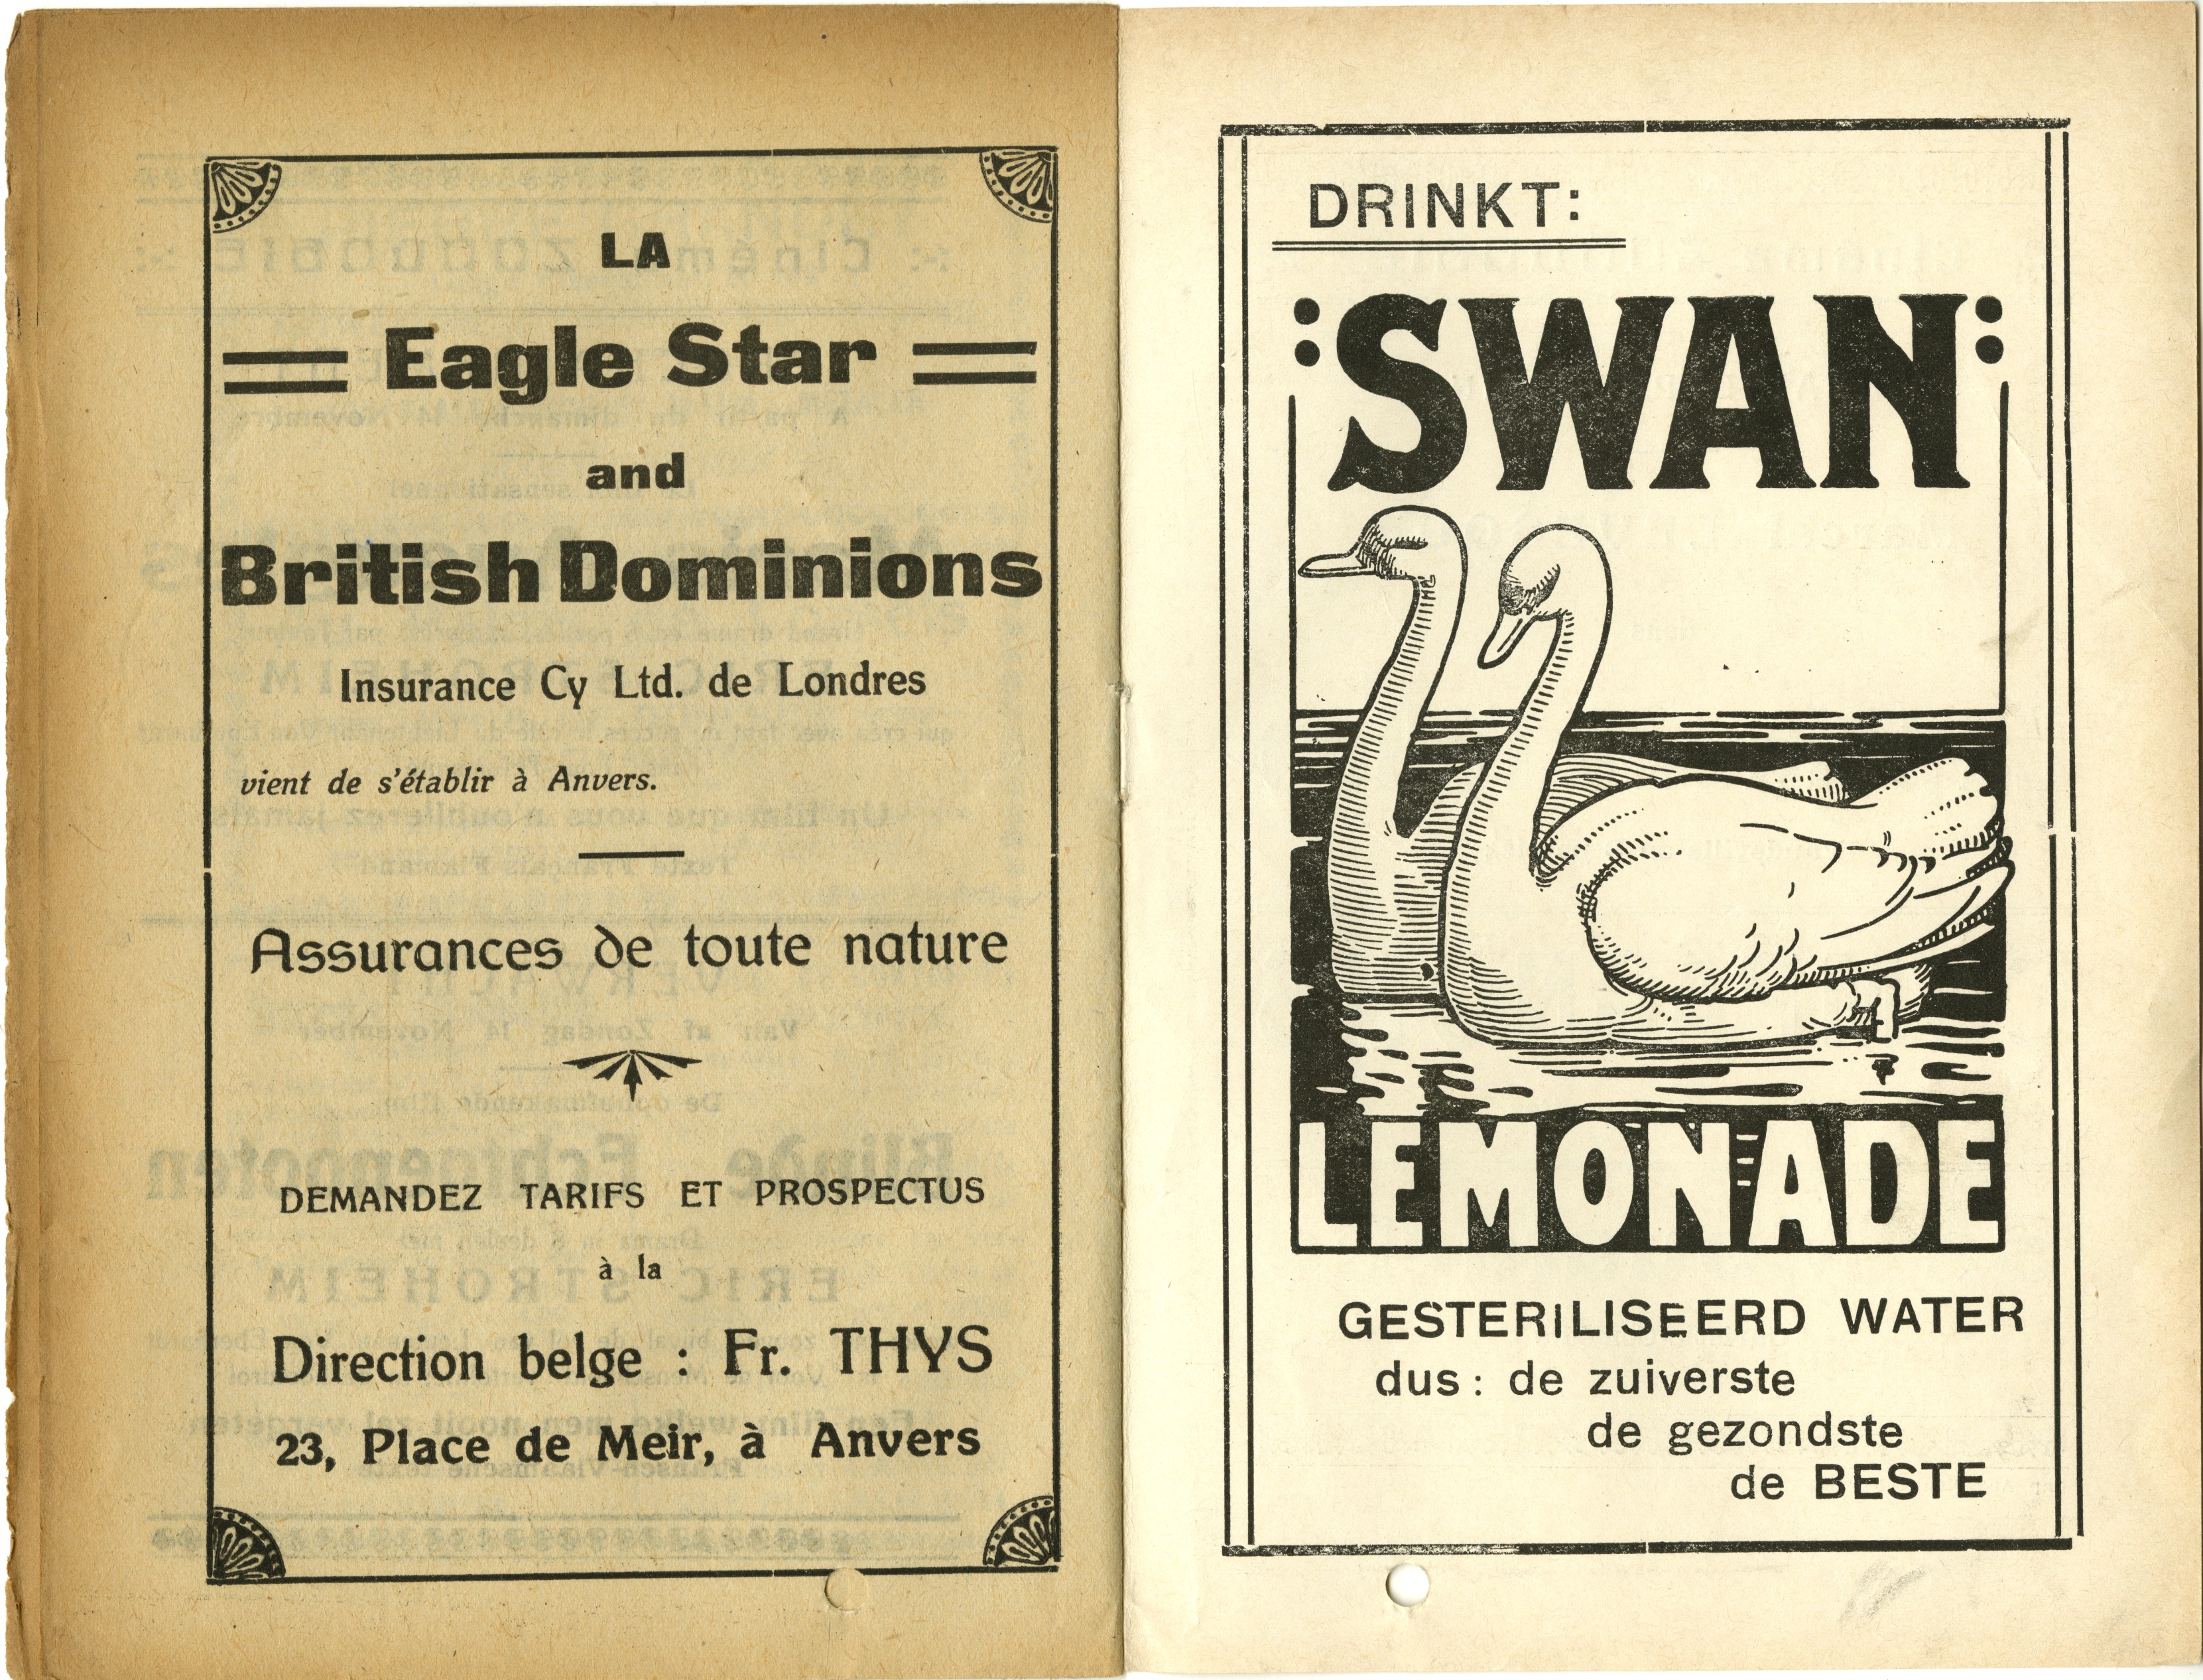 LA
Eagle Star
and
British Dominions
Insurance Cy Ltd. de Londres
vient de s'établir à Anvers.
Assurances de toute nature
DEMANDEZ TARIFS ET PROSPECTUS
à la
Direction belge : Fr. THYS
23, Place de Meir, à Anvers
DRINKT:
:SWAN:
LEMONADE
GESTERILISEERD WATER
dus : de zuiverste
de gezondste
de BESTE